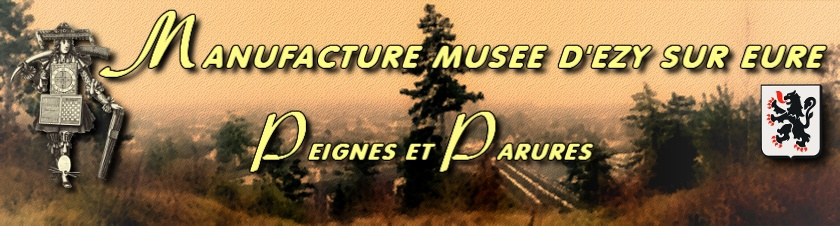 MANUFACTURE MUSEE D'EZY SUR EURE
PEIGNES ET PARURES